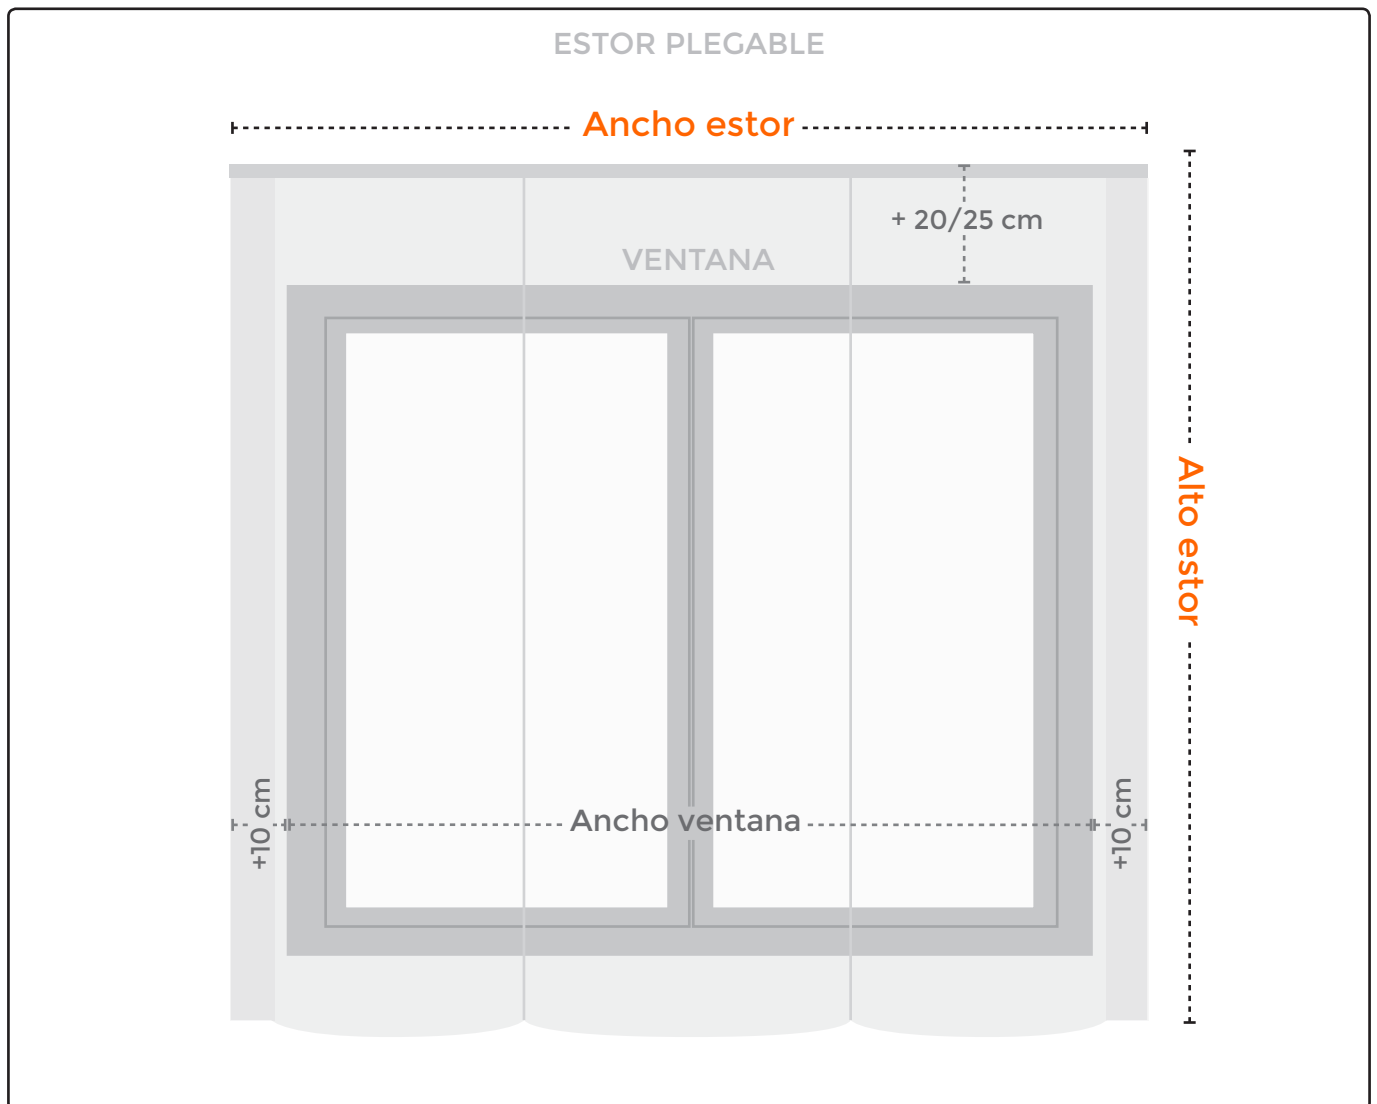 ESTOR PLEGABLE
Ancho estor
+ 20/25 cm
VENTANA
Alto estor
+10 cm
Ancho ventana
+10 cm